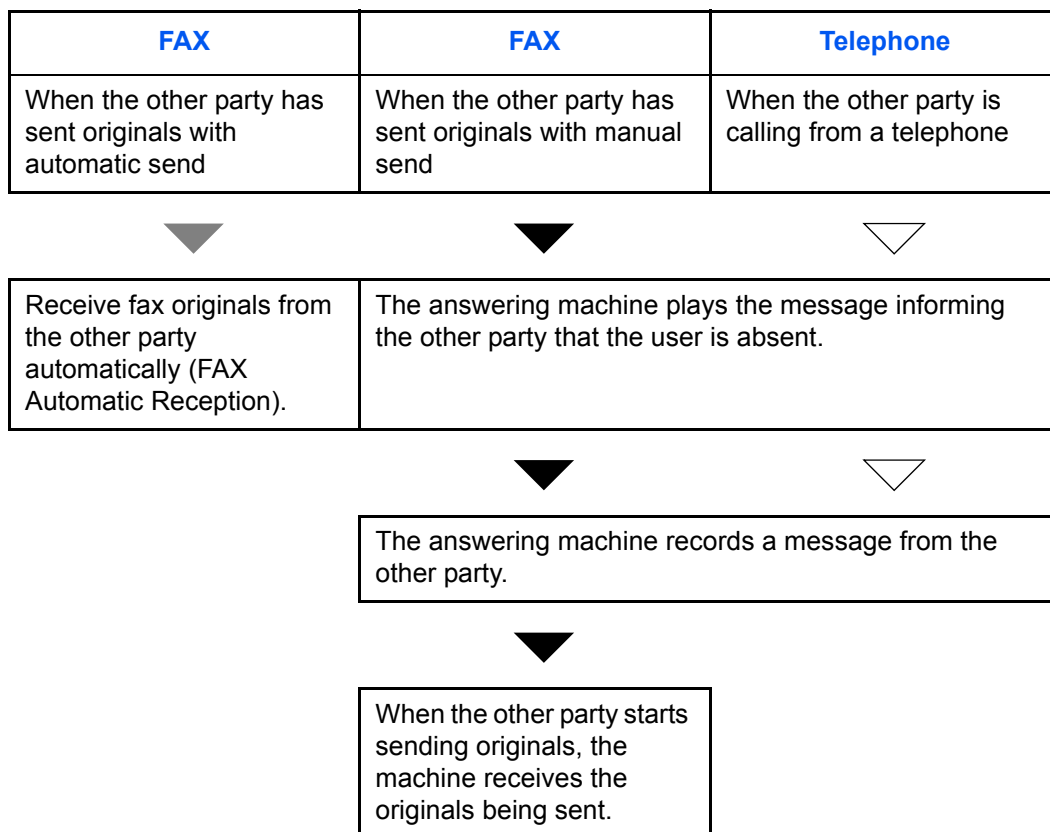 FAX
FAX
Telephone
When the other party has
sent originals with
automatic send
When the other party has
sent originals with manual
send
When the other party is
calling from a telephone
Receive fax originals from
the other party
automatically (FAX
Automatic Reception).
The answering machine plays the message informing
the other party that the user is absent.
The answering machine records a message from the
other party.
When the other party starts
sending originals, the
machine receives the
originals being sent.